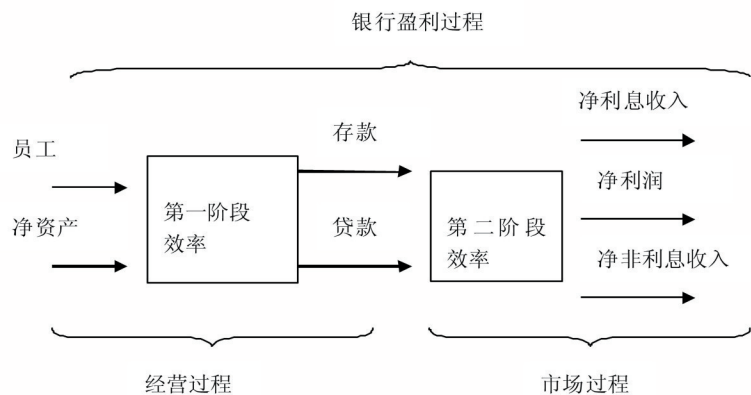 银行盈利过程
净利息收入
员工
存款
净利润
第一阶段
效率
净资产
贷款
第二阶段
效率
净非利息收入
经营过程
市场过程